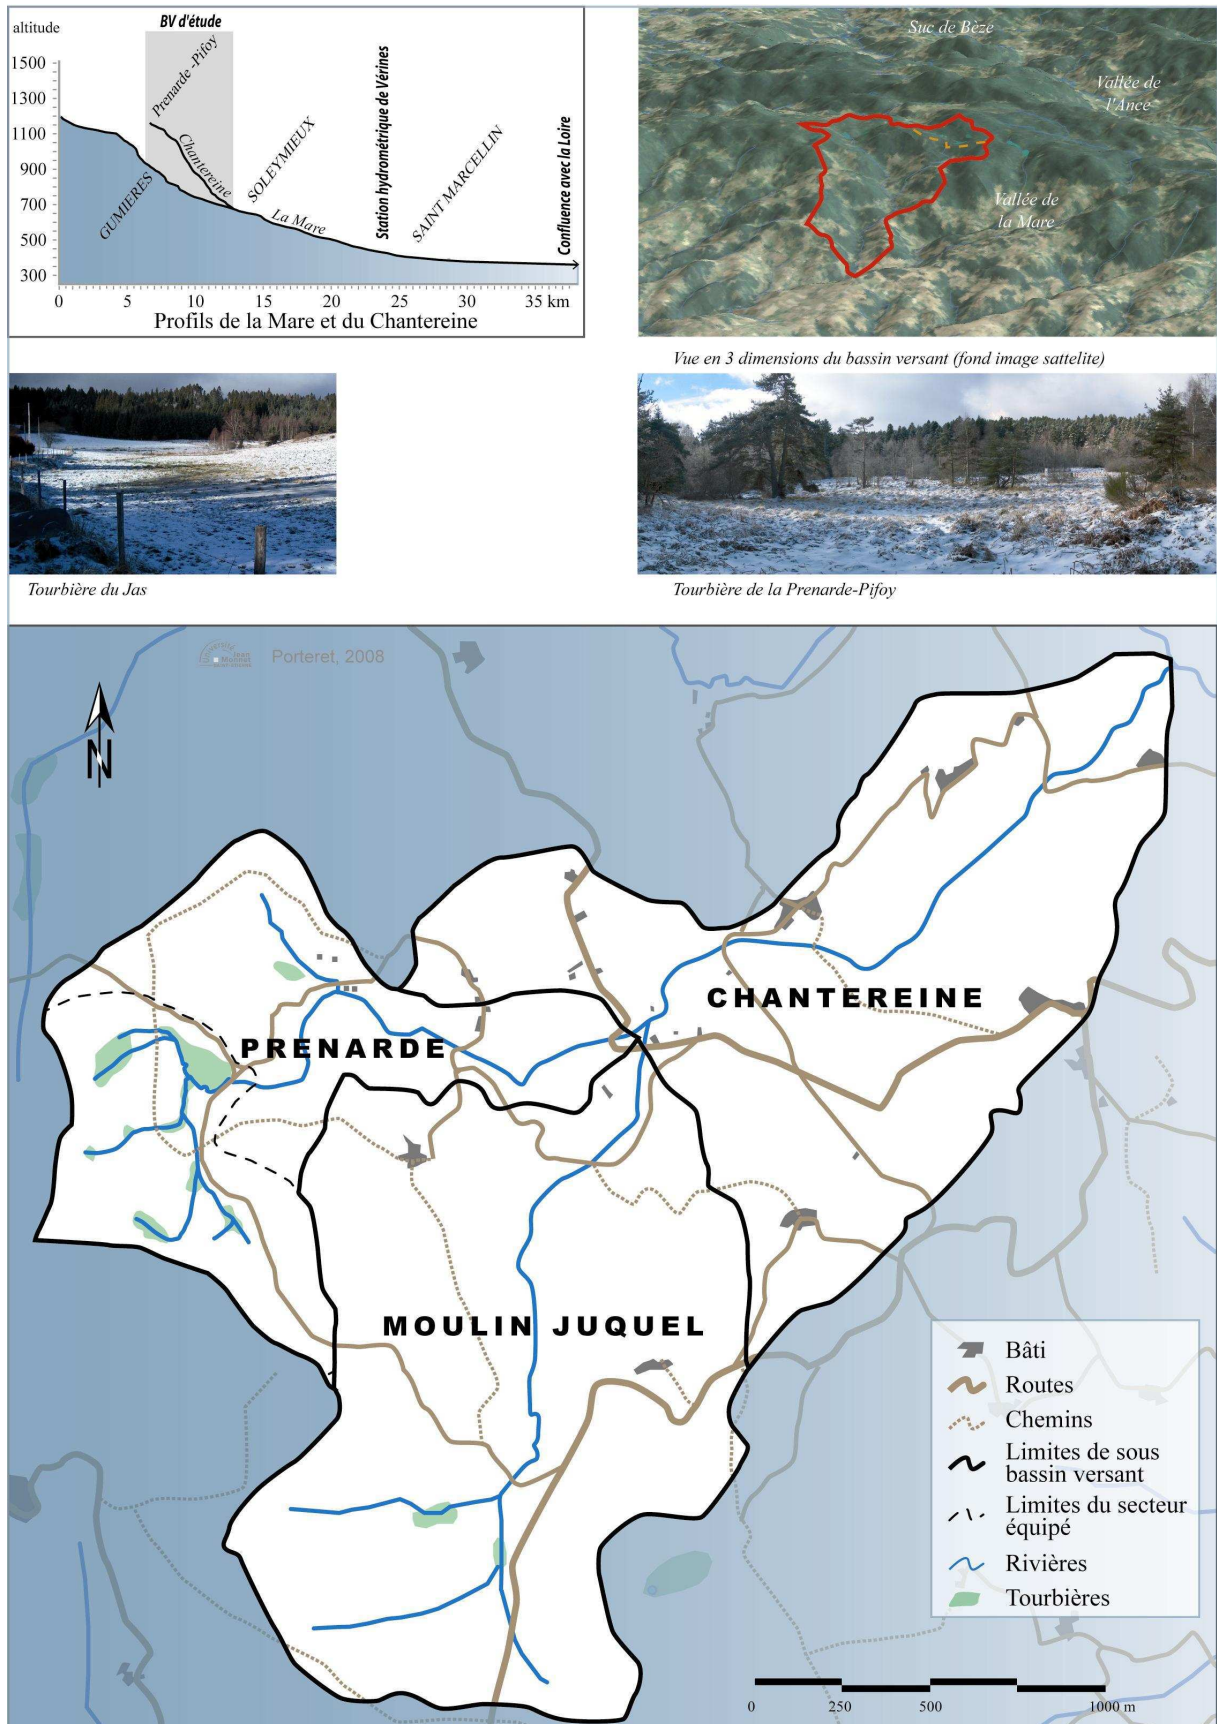 altitude
BV d'étude
1500
1300
1100
900
700
500
300
Prenarde -Pifoy
Chantereine
GUMIERES
SOLEYMIEUX
La Mare
Station hydrométrique de Vérines
SAINT MARCELLIN
Confluence avec la Loire
0 5 10 15 20 25 30 35 km
Profils de la Mare et du Chantereine
Suc de Bèze
Vallée de
l'Ance
Vallée de
la Mare
Vue en 3 dimensions du bassin versant (fond image sattelite)
Tourbière du Jas
Tourbière de la Prenarde-Pifoy
Université
Jean
Monnet
Porteret, 2008
N
CHANTEREINE
PRENARDE
MOULIN JUQUEL
Bâti
Routes
Chemins
Limites de sous
bassin versant
Limites du secteur
équipé
Rivières
Tourbières
0 250 500 1000 m